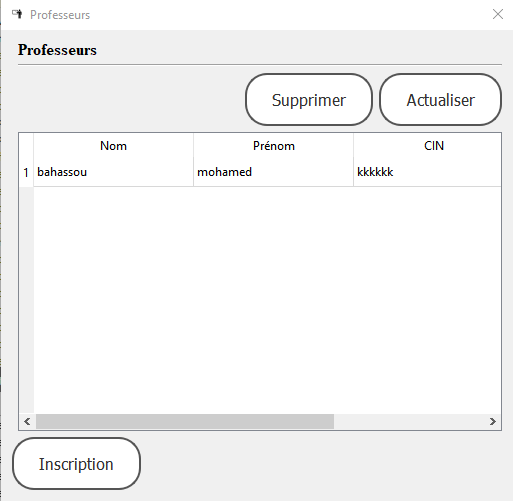 Professeurs
Professeurs
Supprimer Actualiser
Nom Prénom CIN
1 bahassou mohamed kkkkkk
Inscription